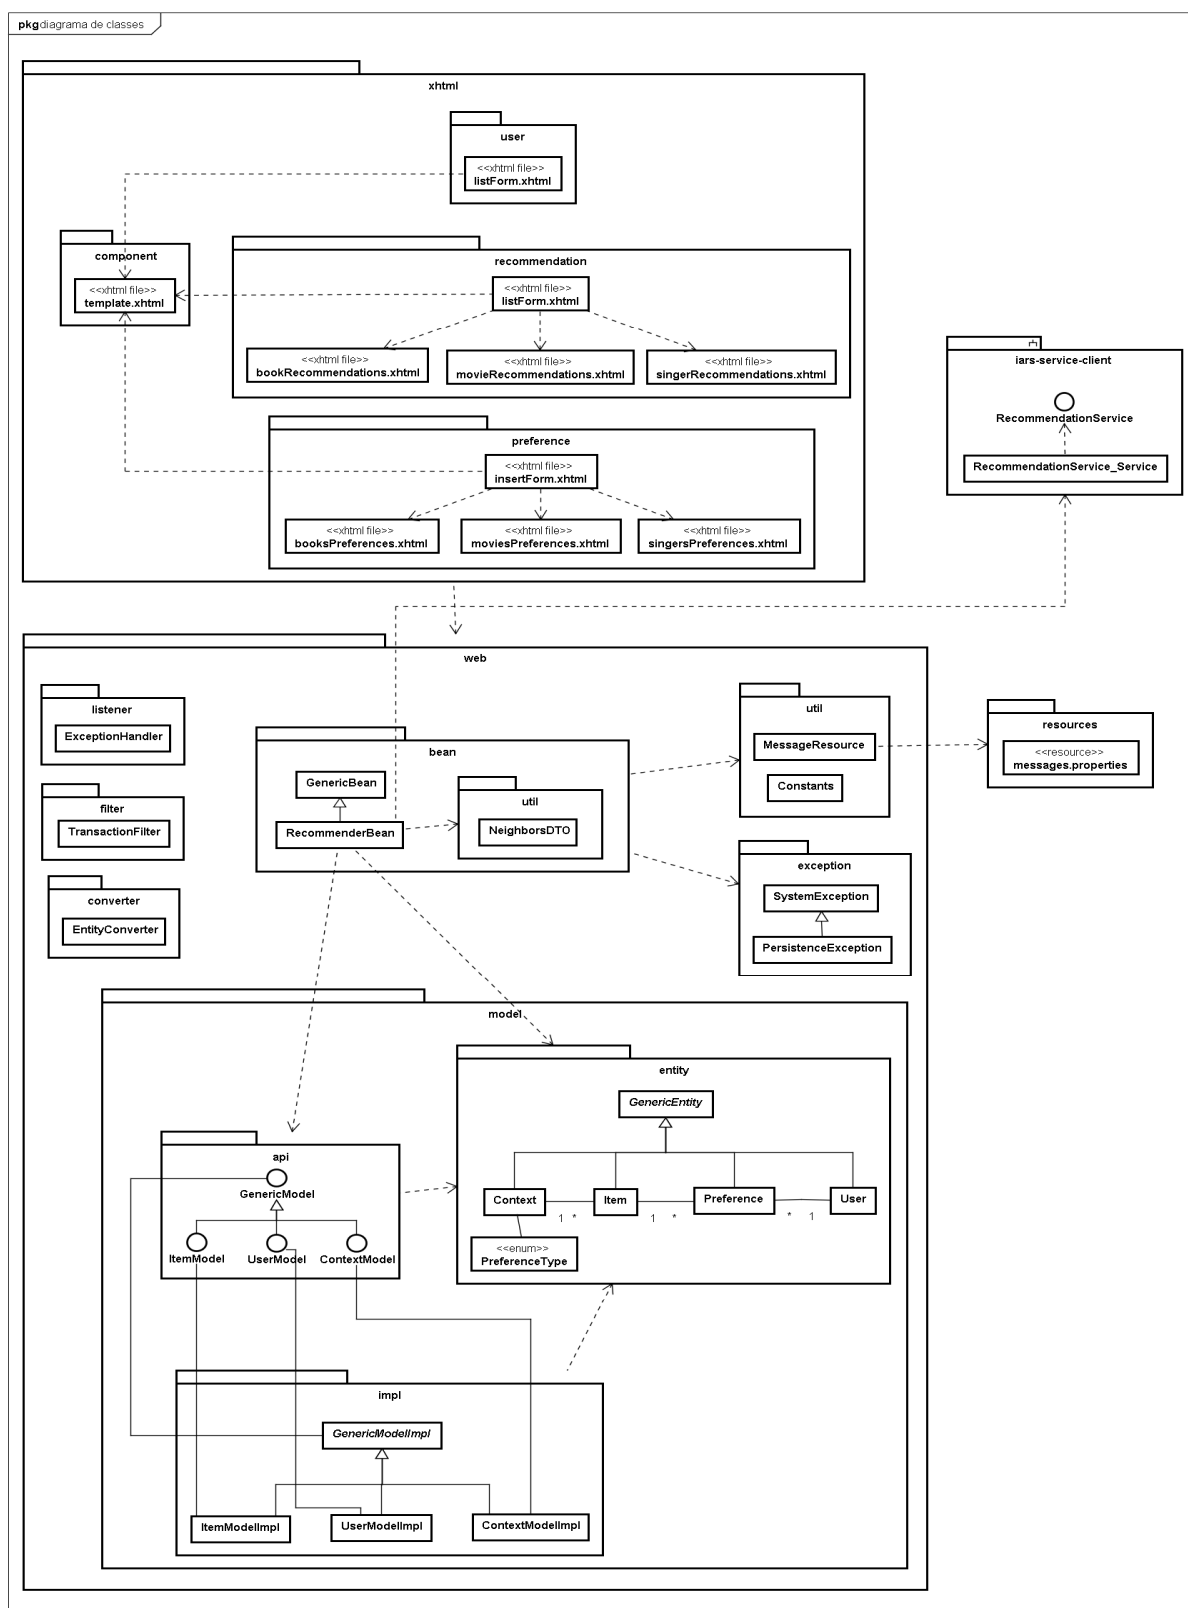 pkg diagrama de classes
xhtml
user
<<xhtml file>>
listForm.xhtml
component
<<xhtml file>>
template.xhtml
recommendation
<<xhtml file>>
listForm.xhtml
<<xhtml file>>
bookRecommendations.xhtml
<<xhtml file>>
movieRecommendations.xhtml
<<xhtml file>>
singerRecommendations.xhtml
preference
<<xhtml file>>
insertForm.xhtml
<<xhtml file>>
booksPreferences.xhtml
<<xhtml file>>
moviesPreferences.xhtml
<<xhtml file>>
singersPreferences.xhtml
iars-service-client
RecommendationService
RecommendationService_Service
web
listener
ExceptionHandler
filter
TransactionFilter
converter
EntityConverter
bean
GenericBean
RecommenderBean
util
NeighborsDTO
util
MessageResource
Constants
resources
<<resource>>
messages.properties
exception
SystemException
PersistenceException
model
entity
GenericEntity
Context
Item
Preference
User
1 *
1 *
* 1
<<enum>>
PreferenceType
api
GenericModel
ItemModel
UserModel
ContextModel
impl
GenericModelImpl
ItemModelImpl
UserModelImpl
ContextModelImpl